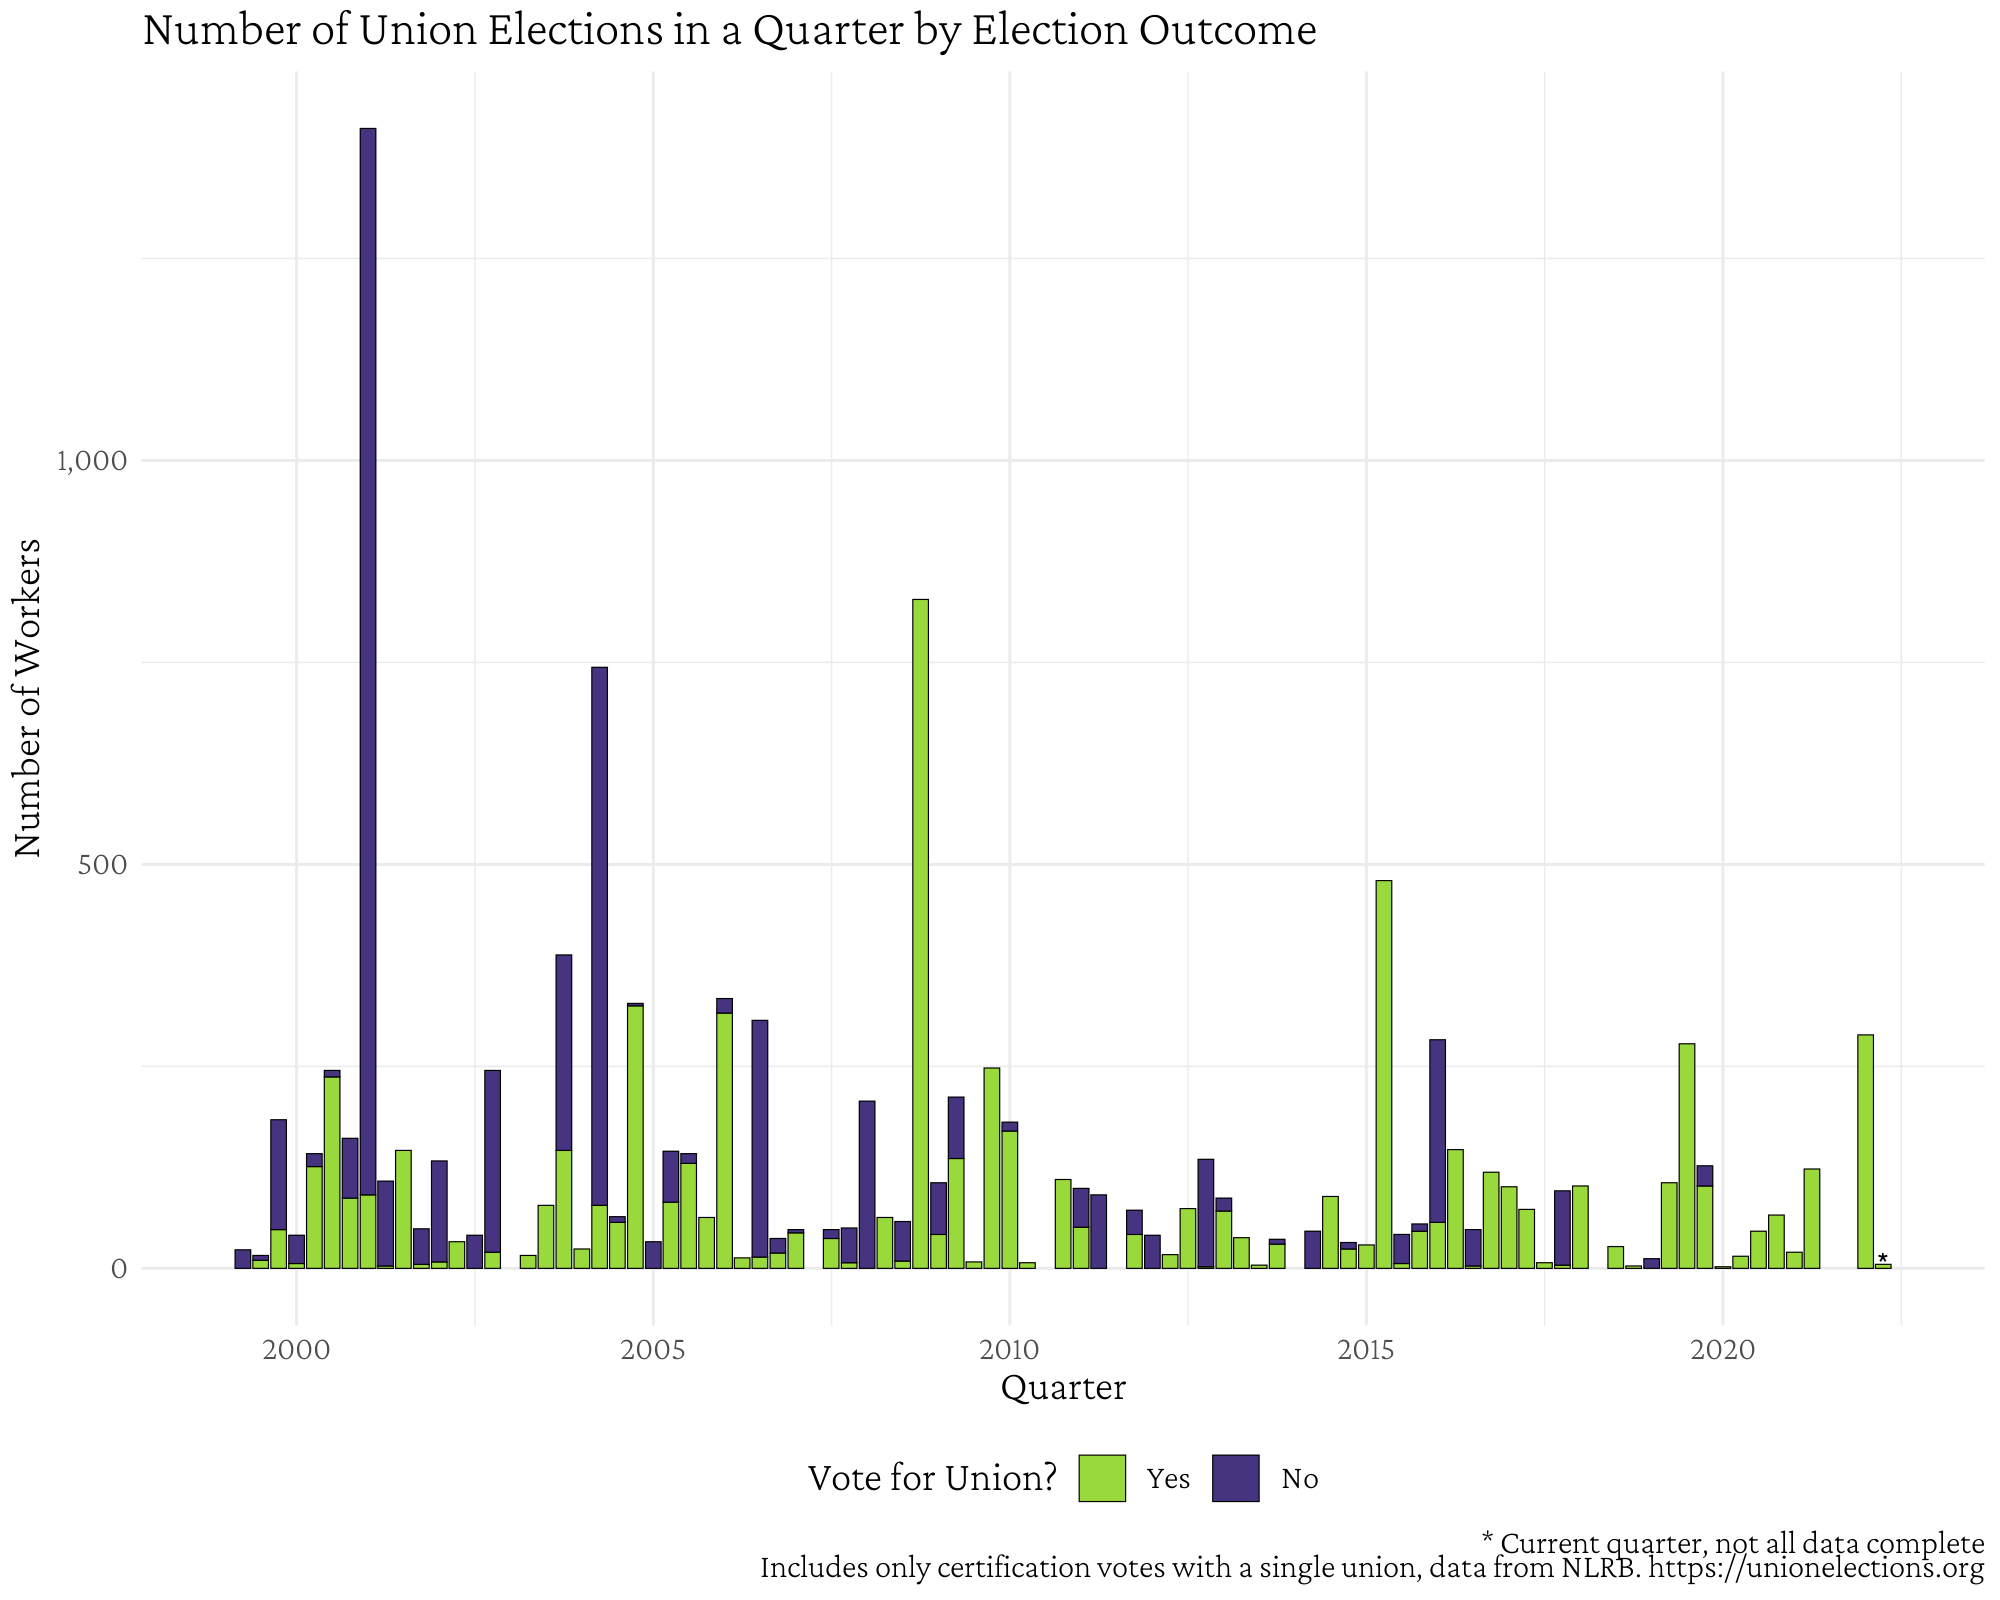 Number of Union Elections in a Quarter by Election Outcome
Number of Workers
1,000
500
0
*
2000 2005 2010 2015 2020
Quarter
Vote for Union? Yes No
* Current quarter, not all data complete
Includes only certification votes with a single union, data from NLRB. https://unionelections.org